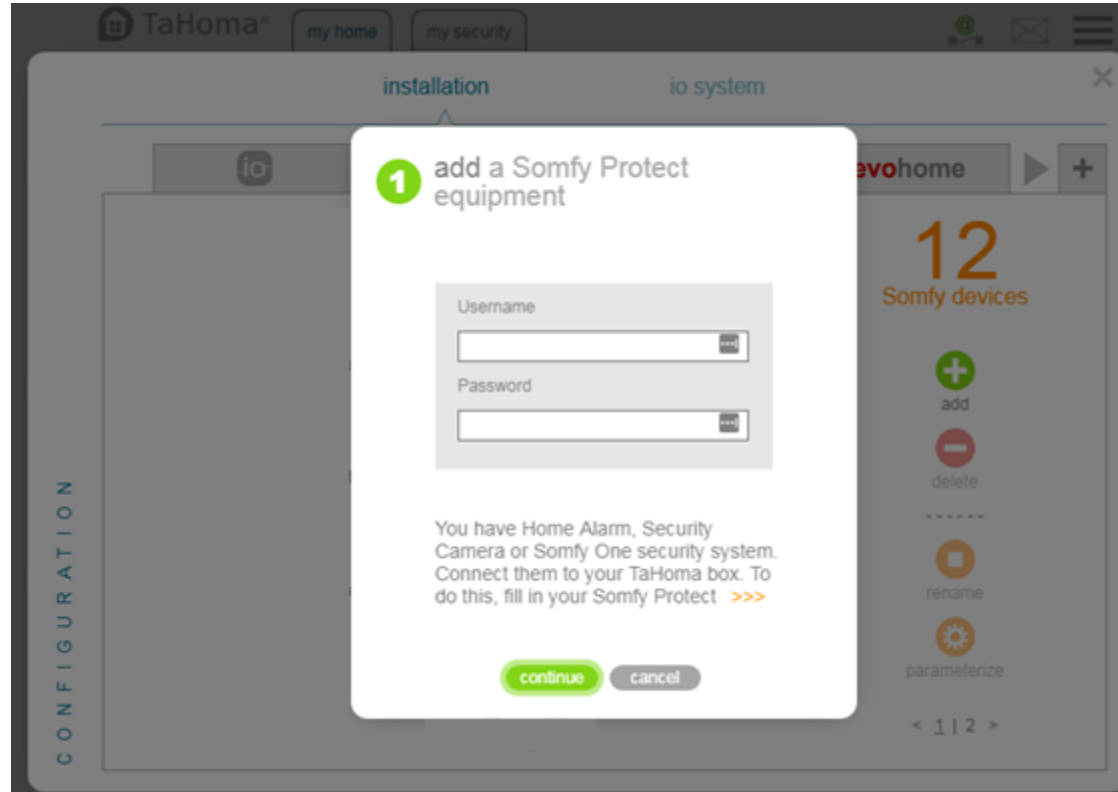 TaHoma®
my home
my security
@
installation
io system
io
evohome
+
1
add a Somfy Protect
equipment
Username
Password
You have Home Alarm, Security
Camera or Somfy One security system.
Connect them to your TaHoma box. To
do this, fill in your Somfy Protect >>>
continue
cancel
12
Somfy devices
add
delete
------
rename
parameterize
< 1 | 2 >
CONFIGURATION